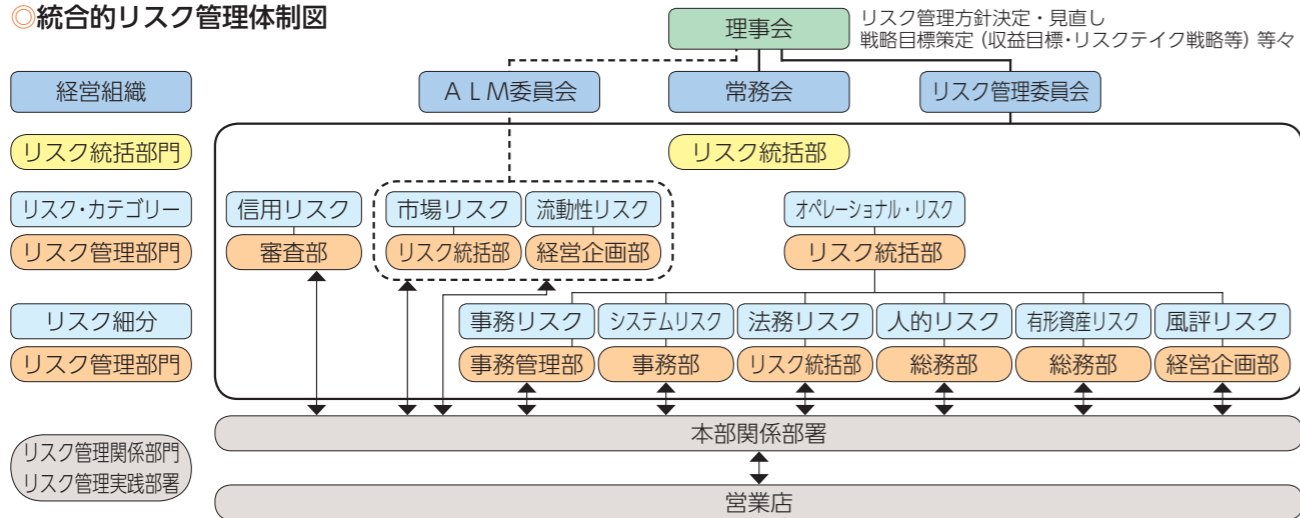 ◎統合的リスク管理体制図
理事会
リスク管理方針決定・見直し
戦略目標策定（収益目標・リスクテイク戦略等）等々
経営組織
ＡＬＭ委員会
常務会
リスク管理委員会
リスク統括部門
リスク統括部
リスク・カテゴリー
信用リスク
市場リスク
流動性リスク
オペレーショナル・リスク
リスク管理部門
審査部
リスク統括部
経営企画部
リスク統括部
リスク細分
事務リスク
システムリスク
法務リスク
人的リスク
有形資産リスク
風評リスク
リスク管理部門
事務管理部
事務部
リスク統括部
総務部
総務部
経営企画部
リスク管理関係部門
リスク管理実践部署
本部関係部署
営業店